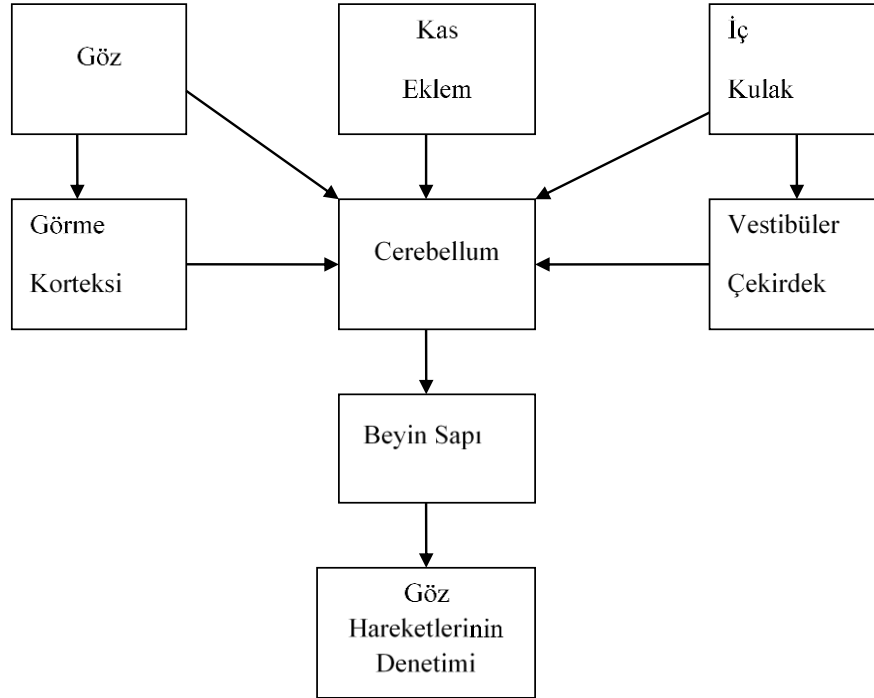 Göz
Kas
Eklem
İç
Kulak
Görme
Korteksi
Cerebellum
Vestibüler
Çekirdek
Beyin Sapı
Göz
Hareketlerinin
Denetimi